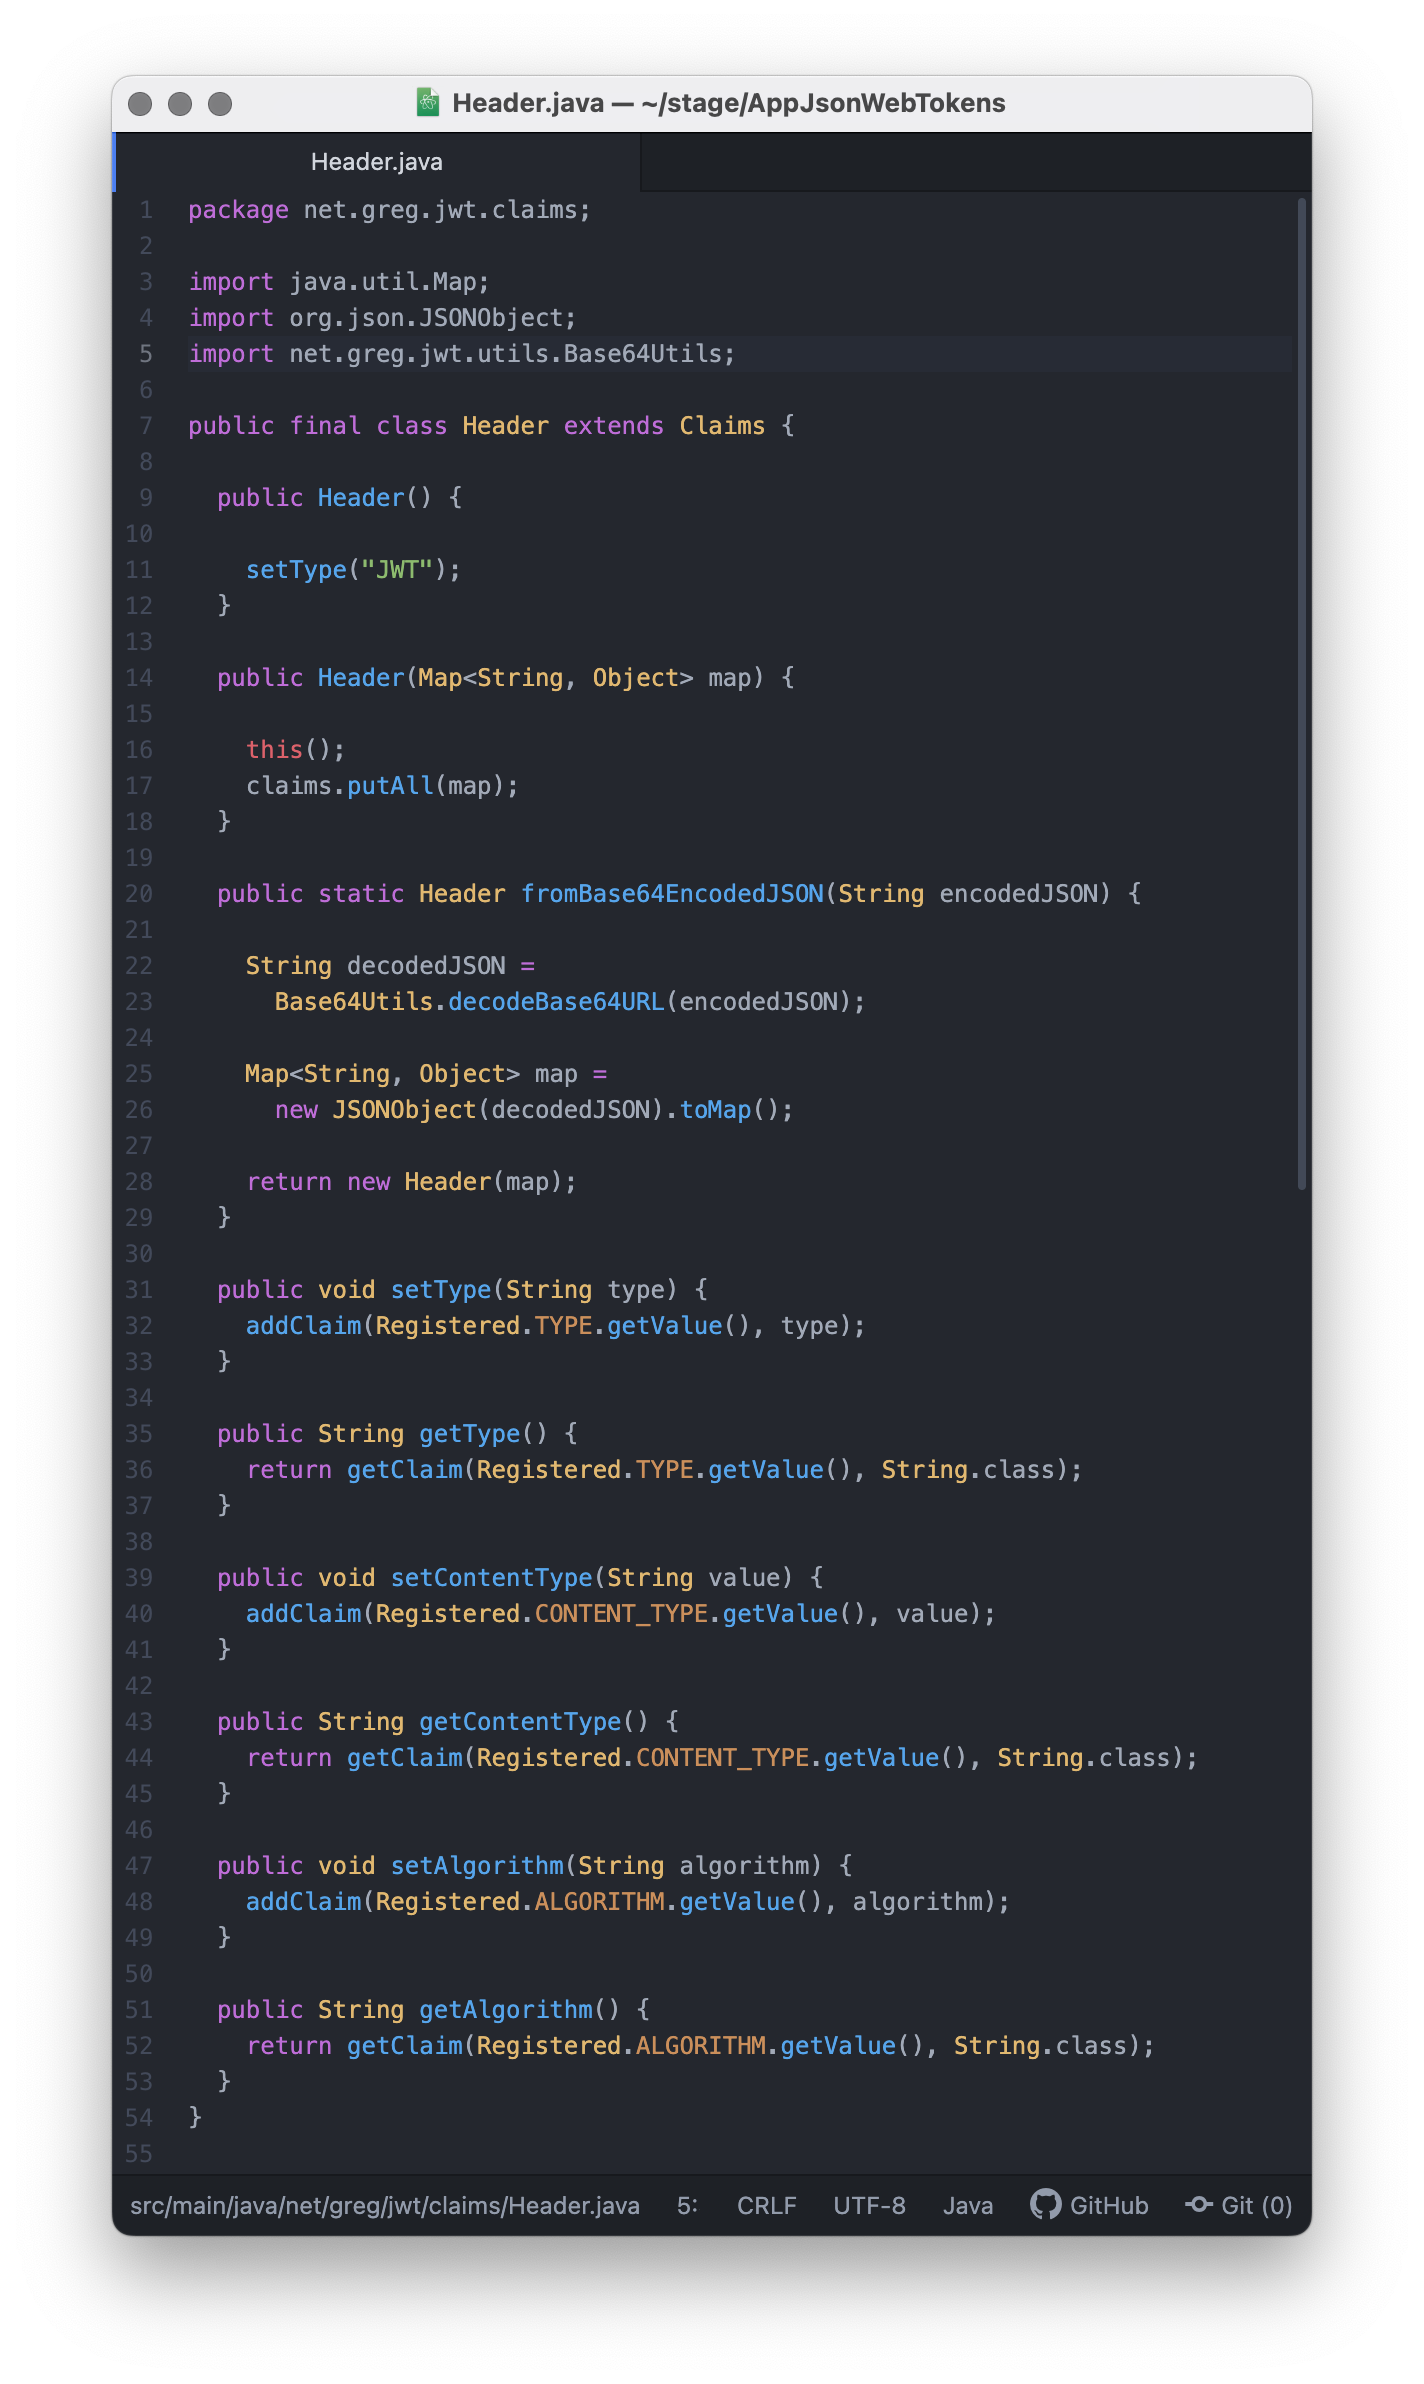 Header.java — ~/stage/AppJsonWebTokens
Header.java
1 package net.greg.jwt.claims;
2
3 import java.util.Map;
4 import org.json.JSONObject;
5 import net.greg.jwt.utils.Base64Utils;
6
7 public final class Header extends Claims {
8
9   public Header() {
10
11     setType("JWT");
12   }
13
14   public Header(Map<String, Object> map) {
15
16     this();
17     claims.putAll(map);
18   }
19
20   public static Header fromBase64EncodedJSON(String encodedJSON) {
21
22     String decodedJSON =
23       Base64Utils.decodeBase64URL(encodedJSON);
24
25     Map<String, Object> map =
26       new JSONObject(decodedJSON).toMap();
27
28     return new Header(map);
29   }
30
31   public void setType(String type) {
32     addClaim(Registered.TYPE.getValue(), type);
33   }
34
35   public String getType() {
36     return getClaim(Registered.TYPE.getValue(), String.class);
37   }
38
39   public void setContentType(String value) {
40     addClaim(Registered.CONTENT_TYPE.getValue(), value);
41   }
42
43   public String getContentType() {
44     return getClaim(Registered.CONTENT_TYPE.getValue(), String.class);
45   }
46
47   public void setAlgorithm(String algorithm) {
48     addClaim(Registered.ALGORITHM.getValue(), algorithm);
49   }
50
51   public String getAlgorithm() {
52     return getClaim(Registered.ALGORITHM.getValue(), String.class);
53   }
54 }
55
src/main/java/net/greg/jwt/claims/Header.java 5: CRLF UTF-8 Java GitHub Git (0)